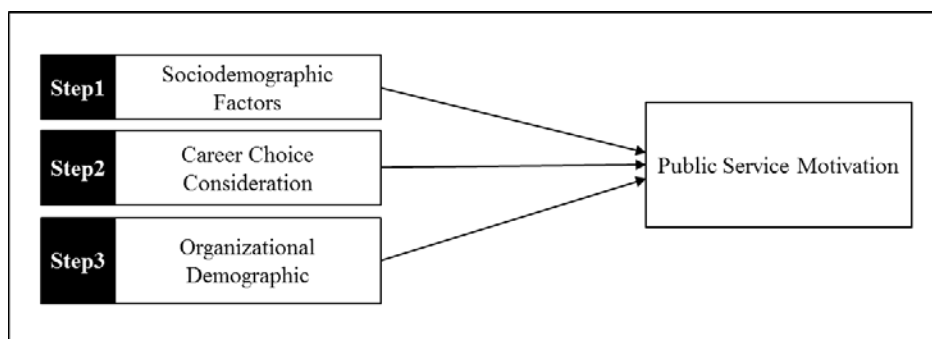 Step1
Sociodemographic
Factors
Step2
Career Choice
Consideration
Step3
Organizational
Demographic
Public Service Motivation